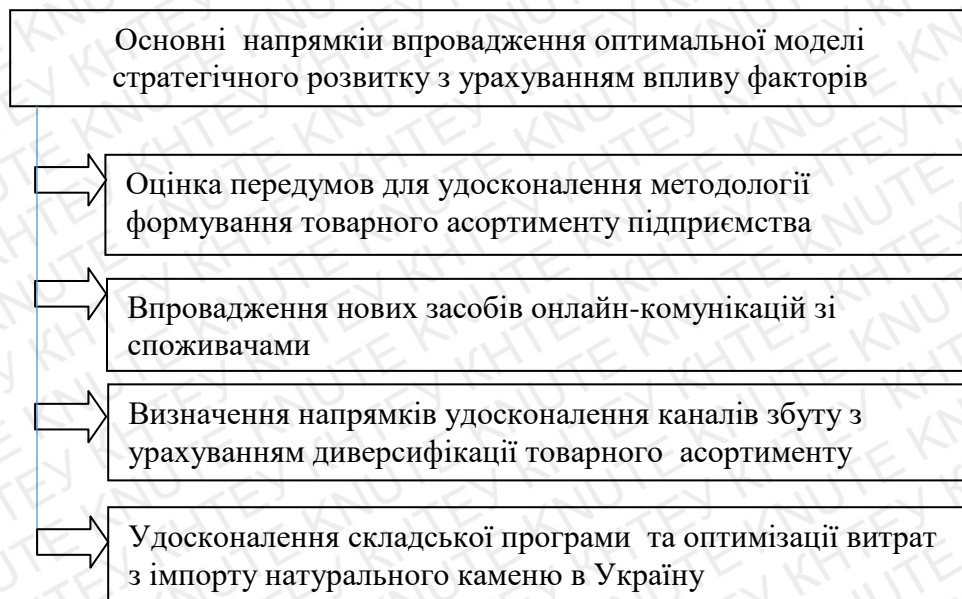 Основні напрямкіи впровадження оптимальної моделі
стратегічного розвитку з урахуванням впливу факторів
Оцінка передумов для удосконалення методології
формування товарного асортименту підприємства
Впровадження нових засобів онлайн-комунікацій зі
споживачами
Визначення напрямків удосконалення каналів збуту з
урахуванням диверсифікації товарного асортименту
Удосконалення складської програми та оптимізації витрат
з імпорту натурального каменю в Україну